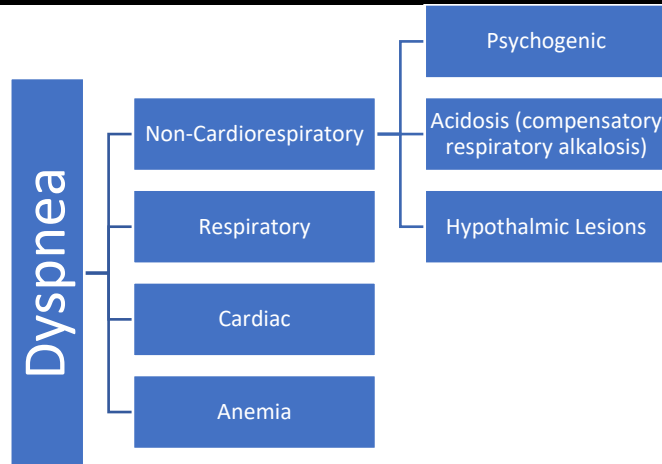 Dyspnea
Non-Cardiorespiratory
Psychogenic
Acidosis (compensatory
respiratory alkalosis)
Hypothalmic Lesions
Respiratory
Cardiac
Anemia